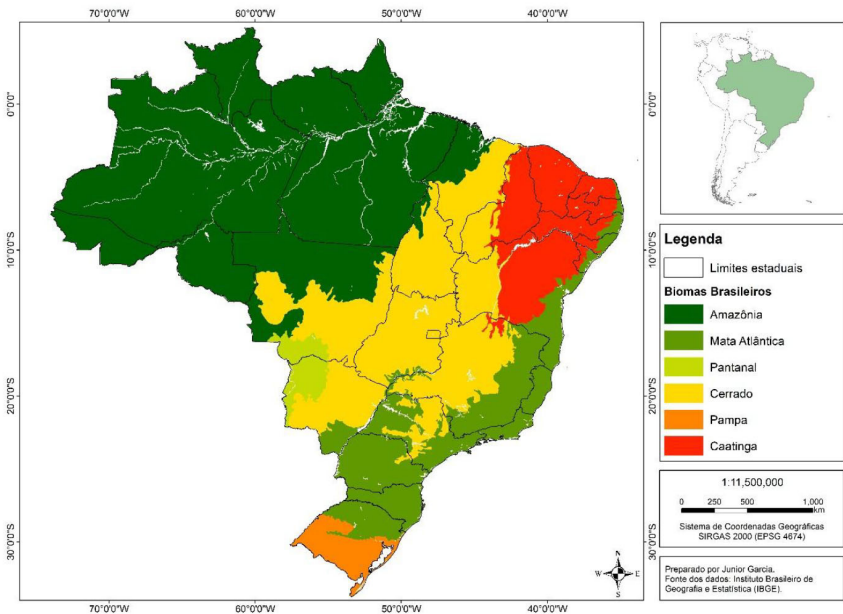 70°0'0"W 60°0'0"W 50°0'0"W 40°0'0"W
0°0'0"
10°0'0"S
20°0'0"S
30°0'0"S
0°0'0"
10°0'0"S
20°0'0"S
30°0'0"S
70°0'0"W 60°0'0"W 50°0'0"W 40°0'0"W
N
W E
S
Legenda
Limites estaduais
Biomas Brasileiros
Amazônia
Mata Atlântica
Pantanal
Cerrado
Pampa
Caatinga
1:11,500,000
0 250 500 1,000
km
Sistema de Coordenadas Geográficas
SIRGAS 2000 (EPSG 4674)
Preparado por Junior Garcia.
Fonte dos dados: Instituto Brasileiro de
Geografia e Estatística (IBGE).